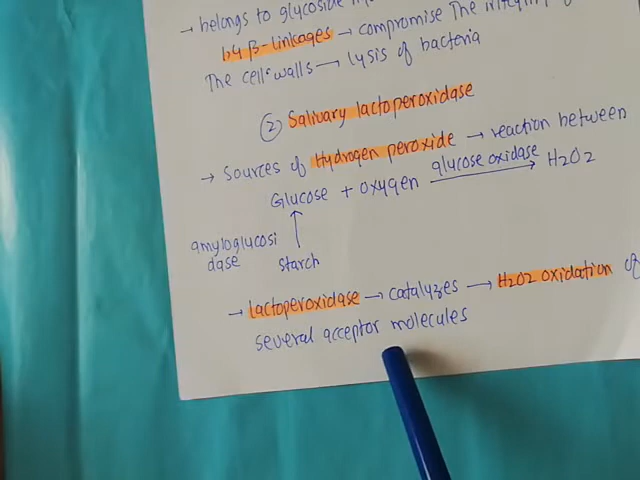 → belongs to glycoside
1,4 β-linkages → compromise The integrity
The cell walls → lysis of bacteria
② Salivary lactoperoxidase
→ Sources of Hydrogen peroxide → reaction between
Glucose + oxygen glucose oxidase → H2O2
↑
amyloglucosi
dase starch
→ lactoperoxidase → catalyzes → H2O2 oxidation of
several acceptor molecules